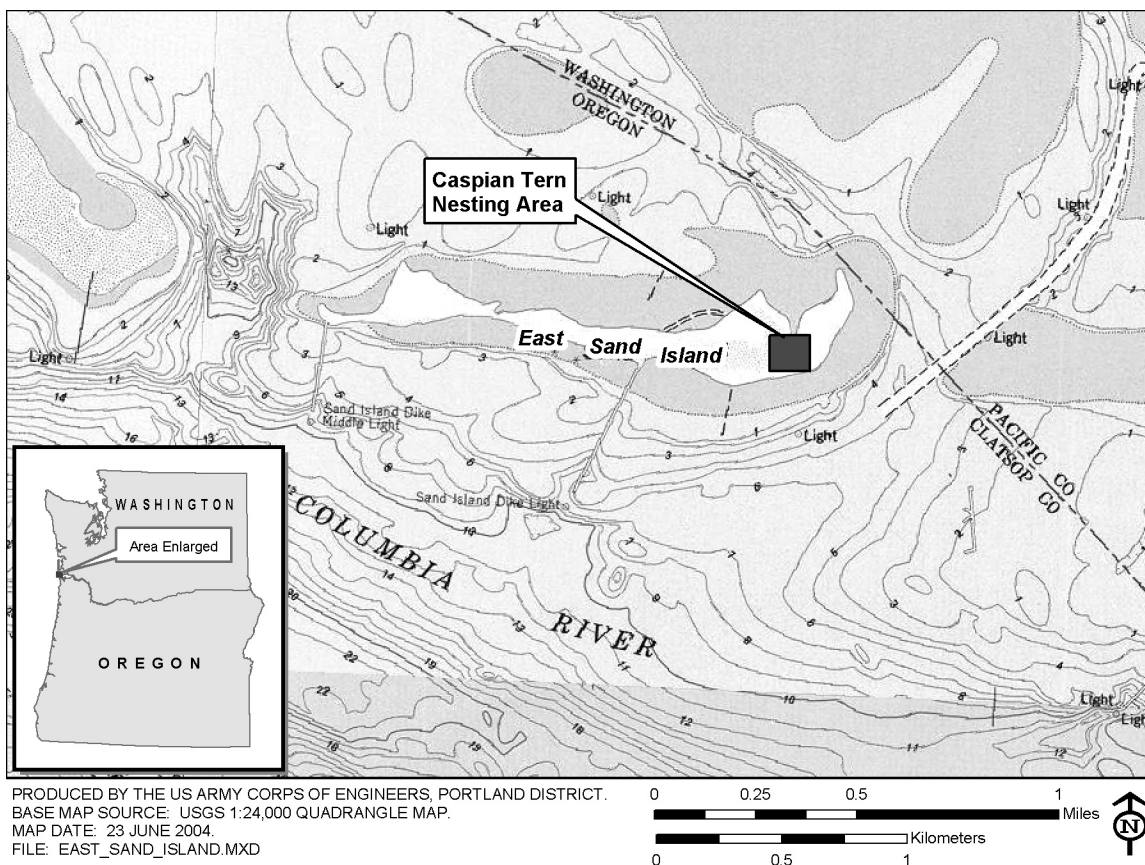 WASHINGTON
OREGON
Light
Caspian Tern
Nesting Area
Light
Light
Light
East Sand Island
Light
Light
Sand Island Dike
Middle Light
Light
PACIFIC CO
CLATSOP CO
Sand Island Dike Light
COLUMBIA
RIVER
WASHINGTON
Area Enlarged
OREGON
Light
Light
PRODUCED BY THE US ARMY CORPS OF ENGINEERS, PORTLAND DISTRICT.
BASE MAP SOURCE: USGS 1:24,000 QUADRANGLE MAP.
MAP DATE: 23 JUNE 2004.
FILE: EAST_SAND_ISLAND.MXD
0 0.25 0.5 1
Miles
Kilometers
0 0.5 1
N